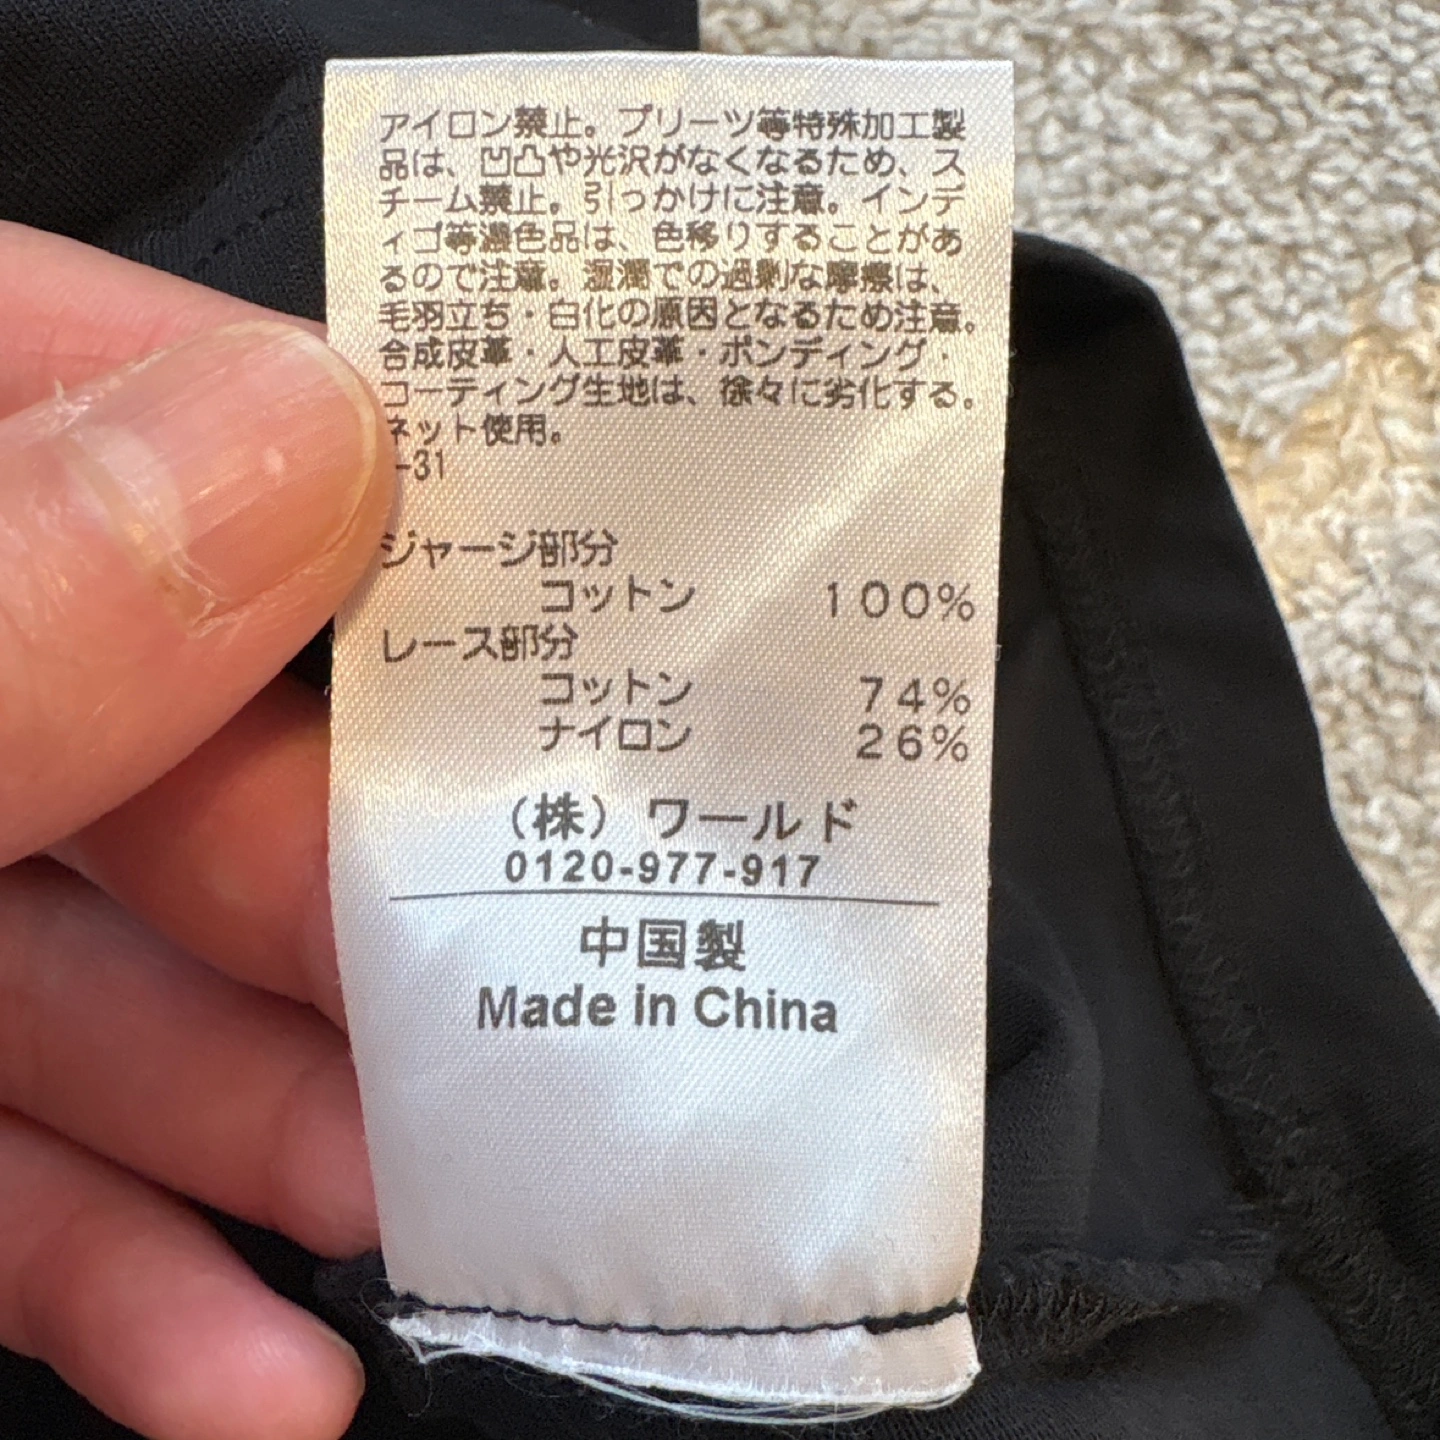 アイロン禁止。プリーツ等特殊加工製
品は、凹凸や光沢がなくなるため、ス
チーム禁止。引っかけに注意。インデ
ィゴ等濃色品は、色移りすることがあ
るので注意。湿潤での過剰な摩擦は、
毛羽立ち・白化の原因となるため注意。
合成皮革・人工皮革・ボンディング・
コーティング生地は、徐々に劣化する。
ネット使用。
-31
ジャージ部分
コットン 100%
レース部分
コットン 74%
ナイロン 26%
(株) ワールド
0120-977-917
中国製
Made in China